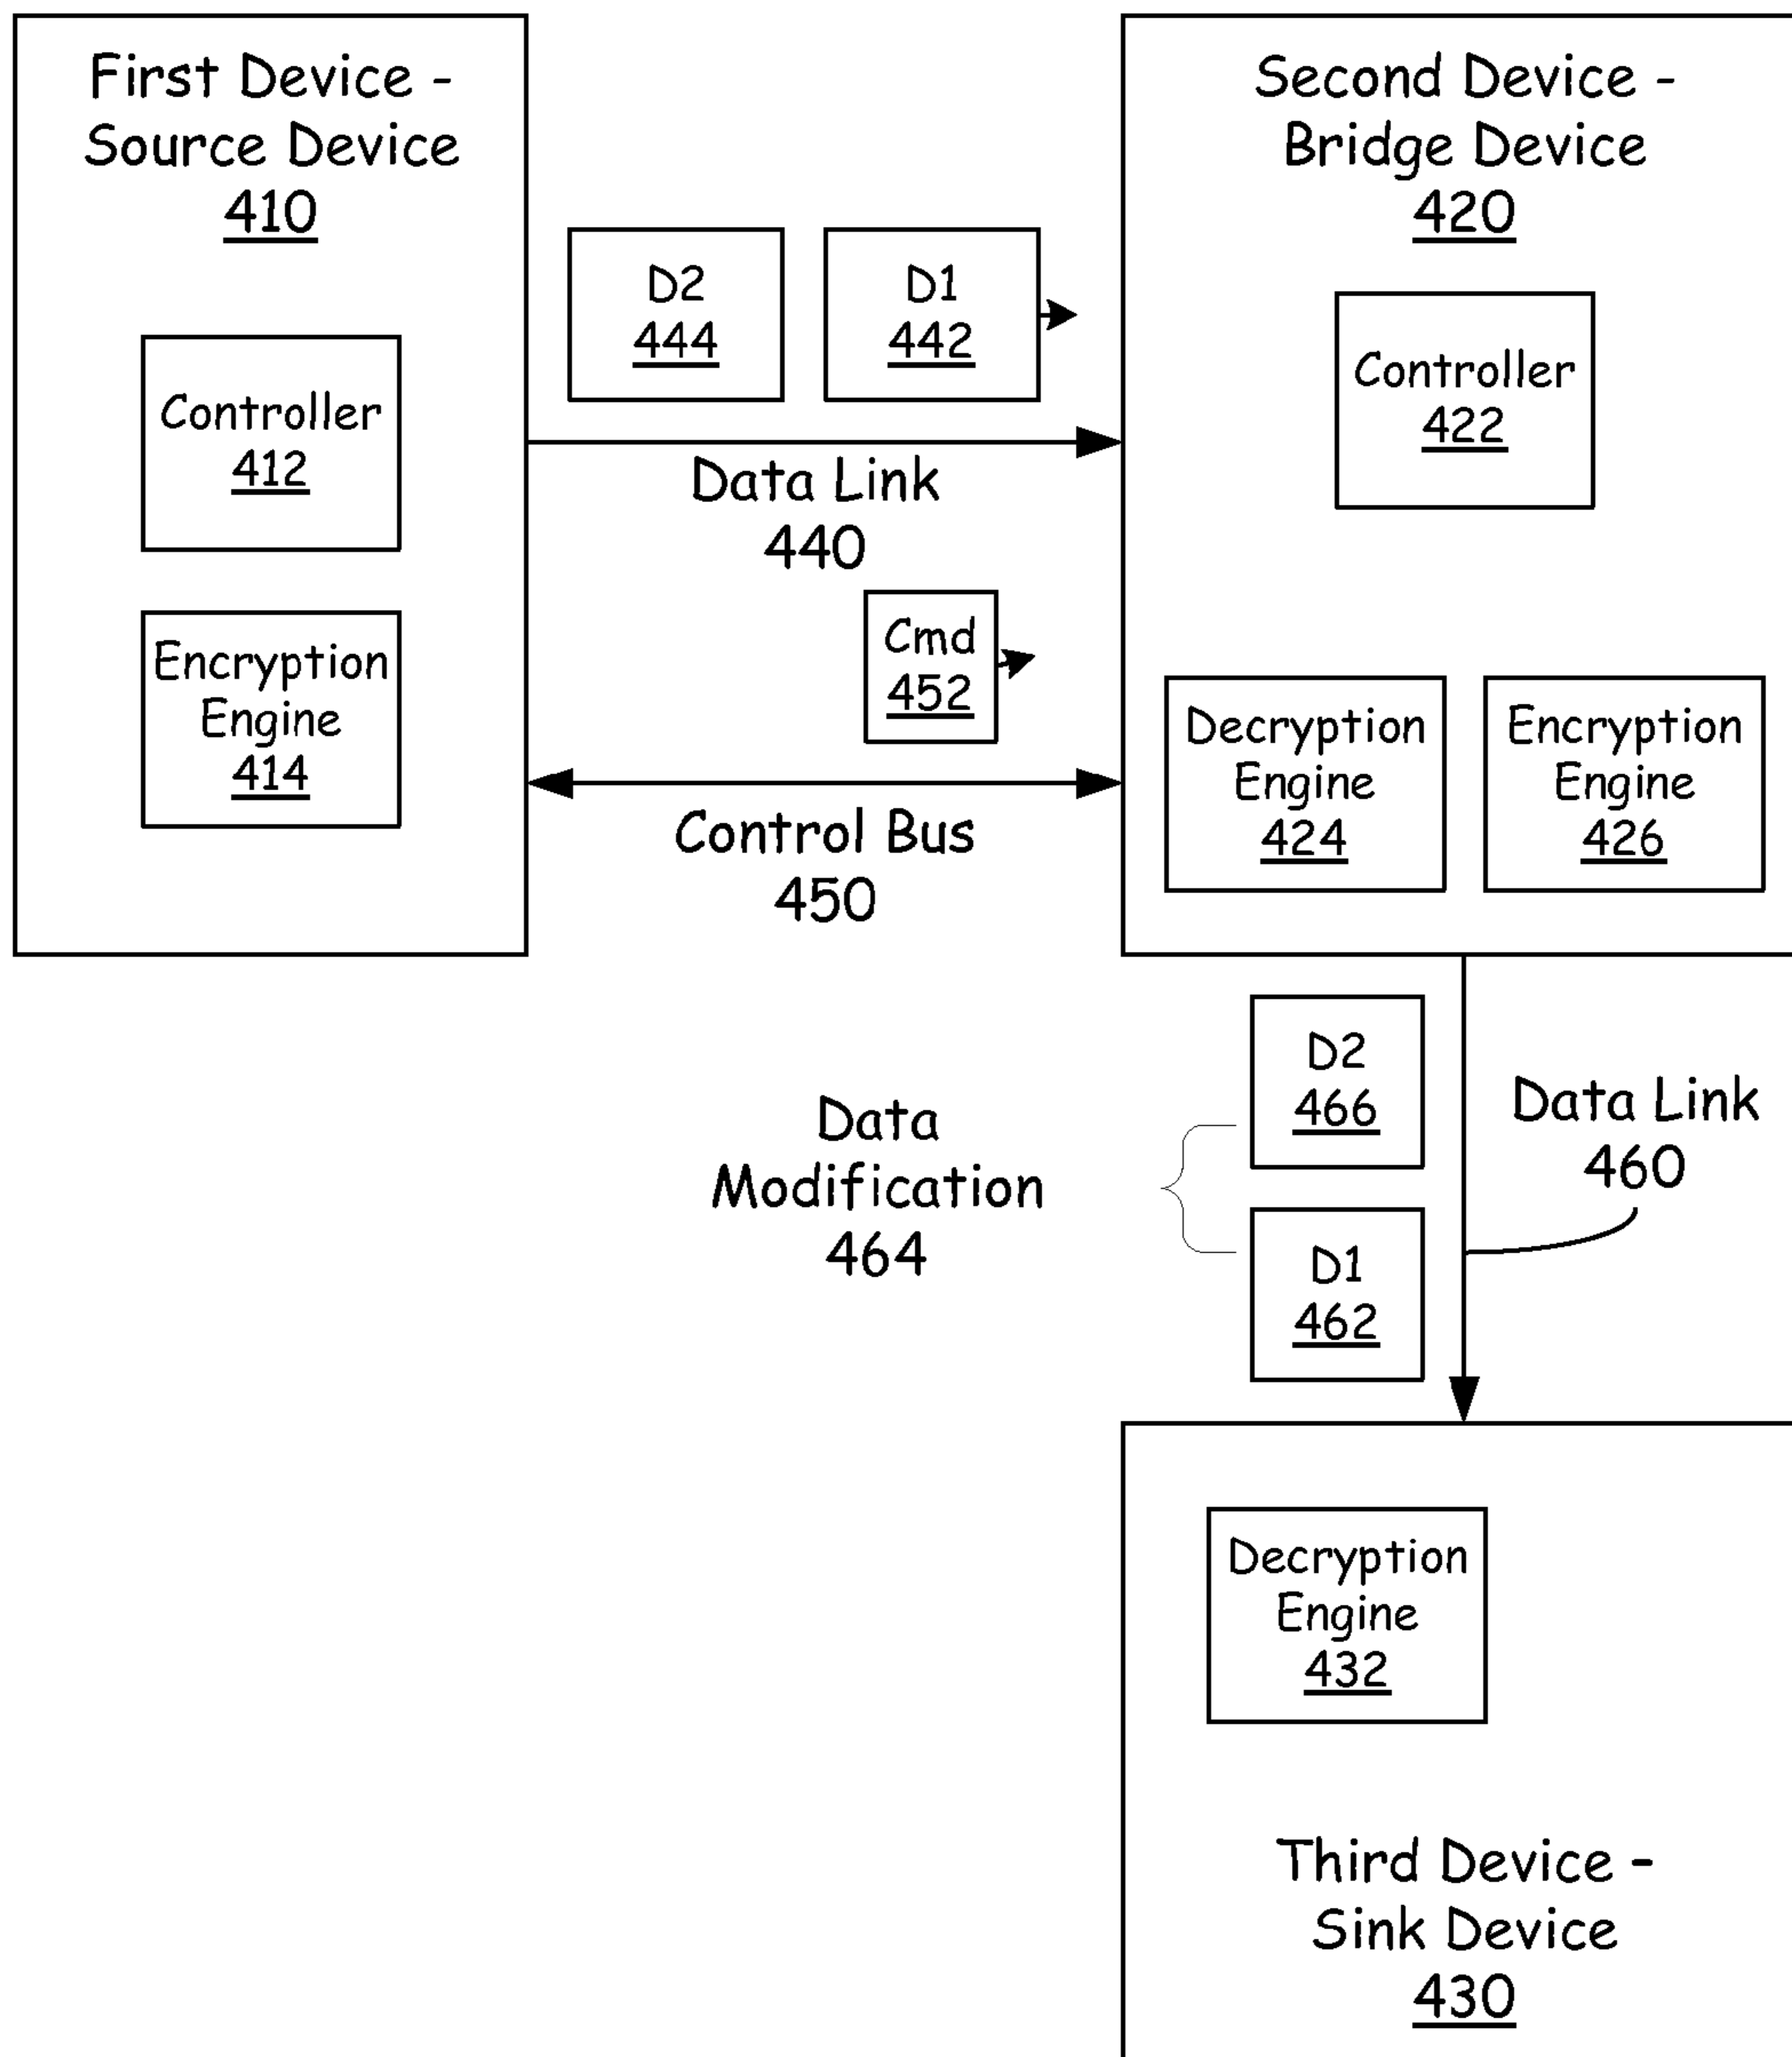 First Device -
Source Device
410
Controller
412
Encryption
Engine
414
D2
444
D1
442
Data Link
440
Cmd
452
Control Bus
450
Second Device -
Bridge Device
420
Controller
422
Decryption
Engine
424
Encryption
Engine
426
Data
Modification
464
D2
466
D1
462
Data Link
460
Decryption
Engine
432
Third Device –
Sink Device
430